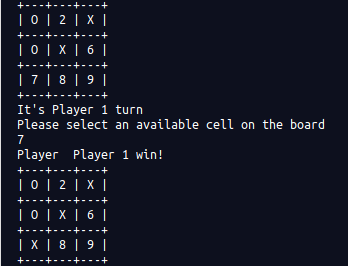 +---+---+---+
| O | 2 | X |
+---+---+---+
| O | X | 6 |
+---+---+---+
| 7 | 8 | 9 |
+---+---+---+
It's Player 1 turn
Please select an available cell on the board
7
Player  Player 1 win!
+---+---+---+
| O | 2 | X |
+---+---+---+
| O | X | 6 |
+---+---+---+
| X | 8 | 9 |
+---+---+---+